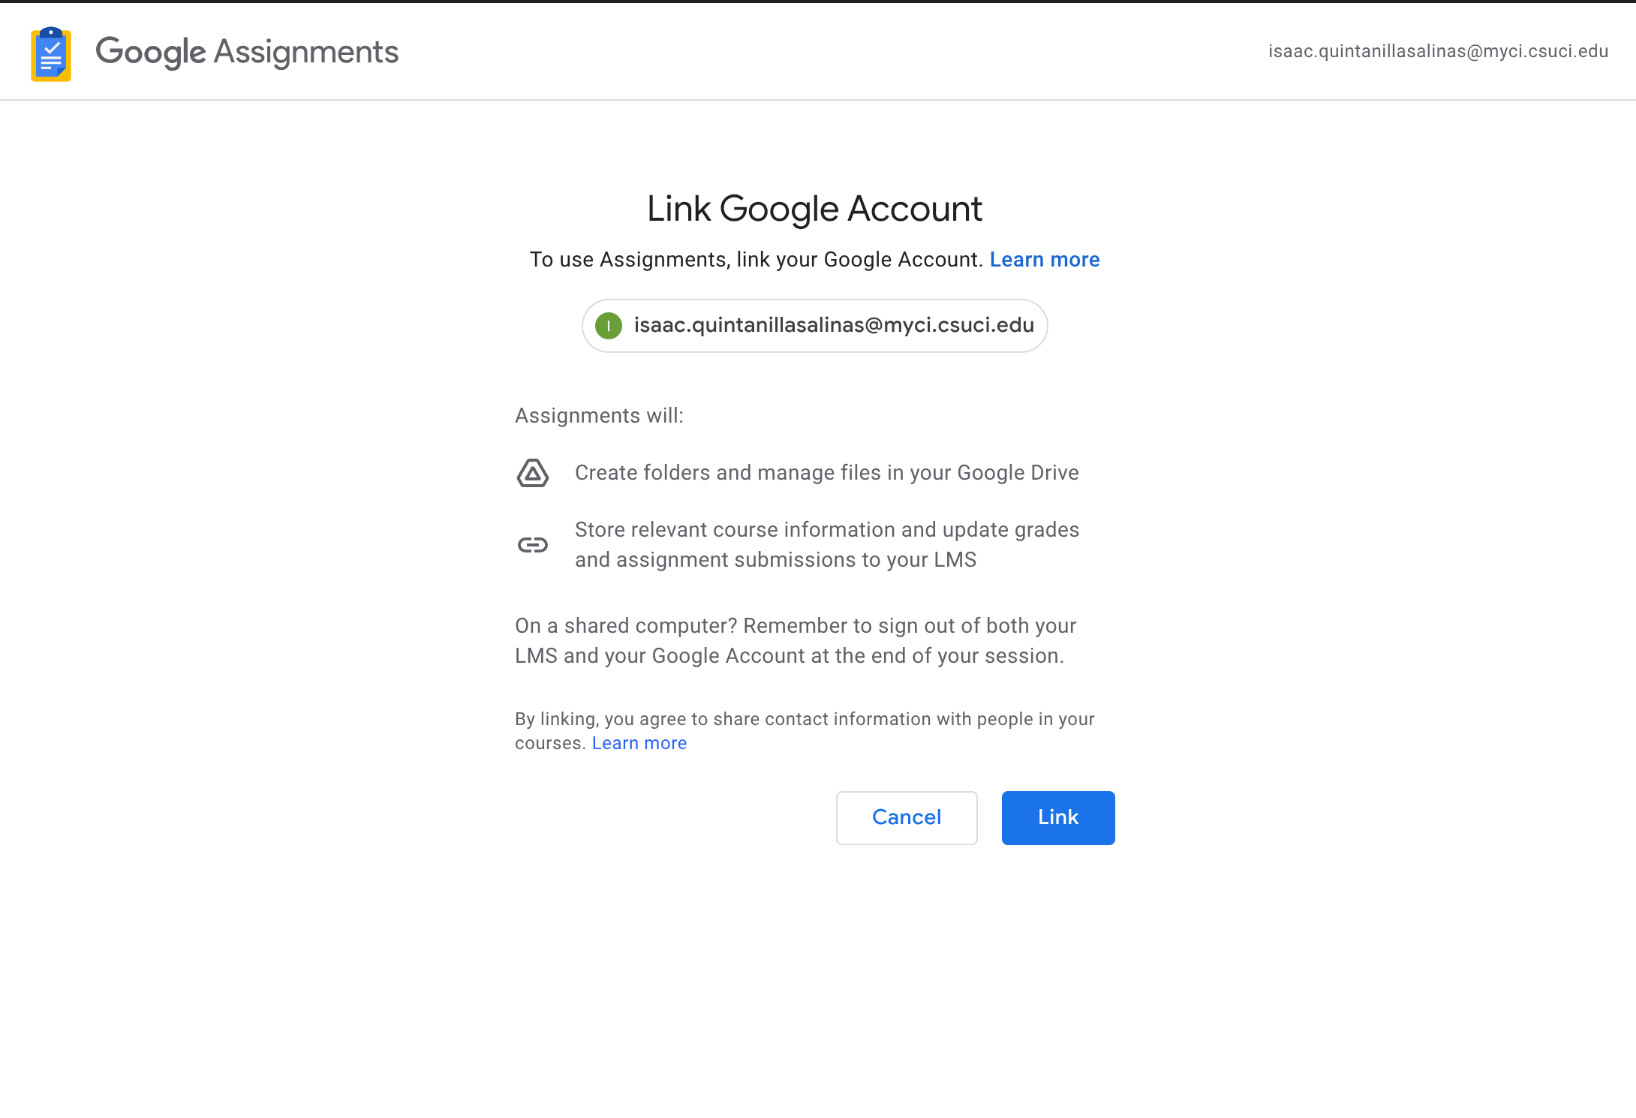 Google Assignments
isaac.quintanillasalinas@myci.csuci.edu
Link Google Account
To use Assignments, link your Google Account. Learn more
I isaac.quintanillasalinas@myci.csuci.edu
Assignments will:
Create folders and manage files in your Google Drive
Store relevant course information and update grades
and assignment submissions to your LMS
On a shared computer? Remember to sign out of both your
LMS and your Google Account at the end of your session.
By linking, you agree to share contact information with people in your
courses. Learn more
Cancel
Link